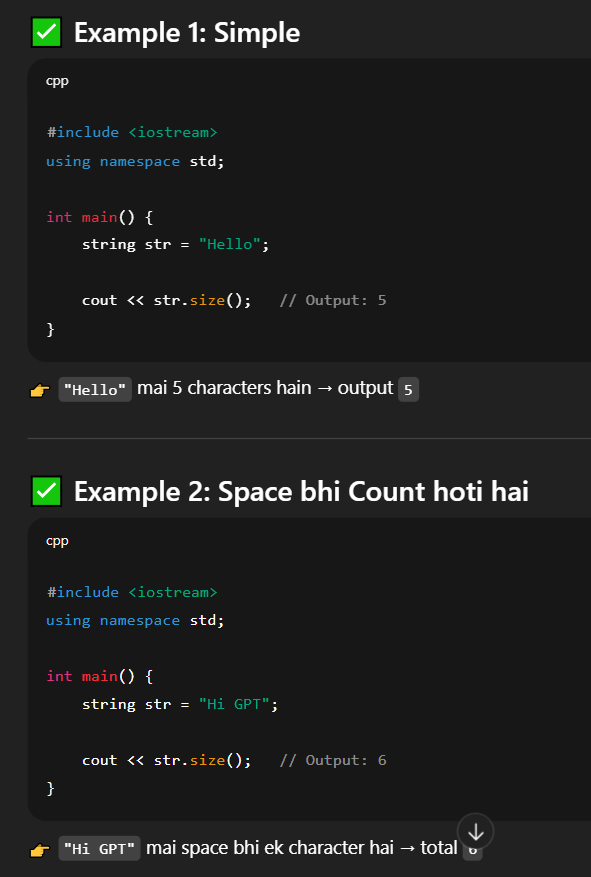 ✅ Example 1: Simple
cpp
#include <iostream>
using namespace std;
int main() {
    string str = "Hello";
    cout << str.size();   // Output: 5
}
👉 "Hello" mai 5 characters hain → output 5
✅ Example 2: Space bhi Count hoti hai
cpp
#include <iostream>
using namespace std;
int main() {
    string str = "Hi GPT";
    cout << str.size();   // Output: 6
}
👉 "Hi GPT" mai space bhi ek character hai → total 6